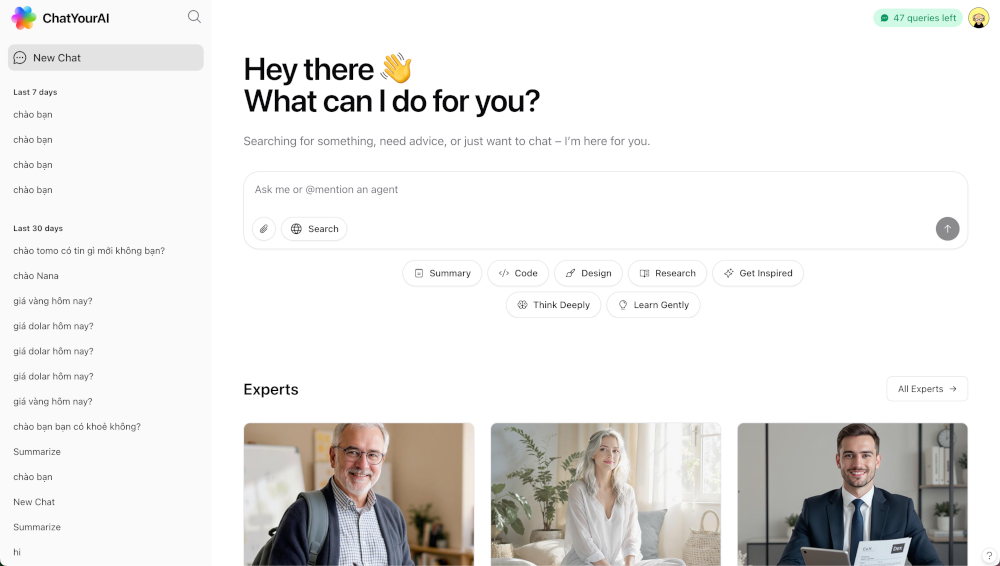 ChatYourAI
New Chat
Last 7 days
chào bạn
chào bạn
chào bạn
chào bạn
Last 30 days
chào tomo có tin gì mới không bạn?
chào Nana
giá vàng hôm nay?
giá dolar hôm nay?
giá dolar hôm nay?
giá dolar hôm nay?
giá vàng hôm nay?
chào bạn bạn có khoẻ không?
Summarize
chào bạn
New Chat
Summarize
hi
47 queries left
Hey there 👋
What can I do for you?
Searching for something, need advice, or just want to chat – I'm here for you.
Ask me or @mention an agent
Search
Summary
Code
Design
Research
Get Inspired
Think Deeply
Learn Gently
Experts
All Experts →
?